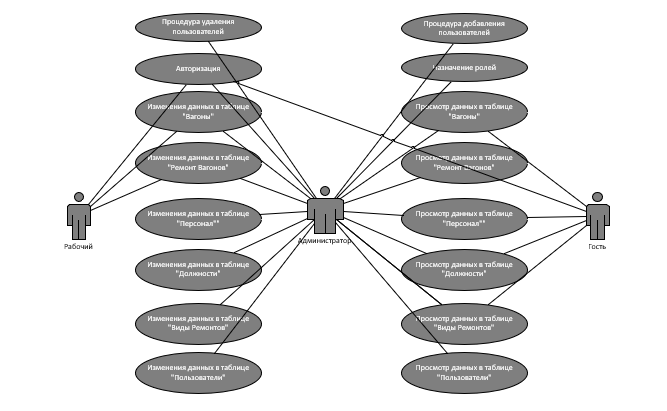 Процедура удаления
пользователей
Авторизация
Изменения данных в таблице
"Вагоны"
Изменения данных в таблице
"Ремонт Вагонов"
Изменения данных в таблице
"Персонал""
Изменения данных в таблице
"Должности"
Изменения данных в таблице
"Виды Ремонтов"
Изменения данных в таблице
"Пользователи"
Рабочий
Администратор
Процедура добавления
пользователей
Назначение ролей
Просмотр данных в таблице
"Вагоны"
Просмотр данных в таблице
"Ремонт Вагонов"
Просмотр данных в таблице
"Персонал""
Просмотр данных в таблице
"Должности"
Просмотр данных в таблице
"Виды Ремонтов"
Просмотр данных в таблице
"Пользователи"
Гость